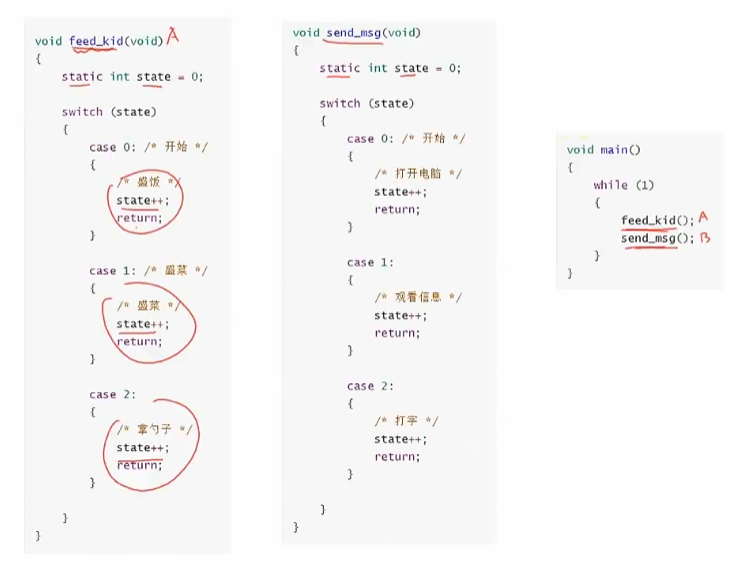 void feed_kid(void) A
{
static int state = 0;
switch (state)
{
case 0: /* 开始 */
{
/* 盛饭 */
state++;
return;
}
case 1: /* 盛菜 */
{
/* 盛菜 */
state++;
return;
}
case 2:
{
/* 拿勺子 */
state++;
return;
}
}
}
void send_msg(void)
{
static int state = 0;
switch (state)
{
case 0: /* 开始 */
{
/* 打开电脑 */
state++;
return;
}
case 1:
{
/* 观看信息 */
state++;
return;
}
case 2:
{
/* 打字 */
state++;
return;
}
}
}
void main()
{
while (1)
{
feed_kid(); A
send_msg(); B
}
}